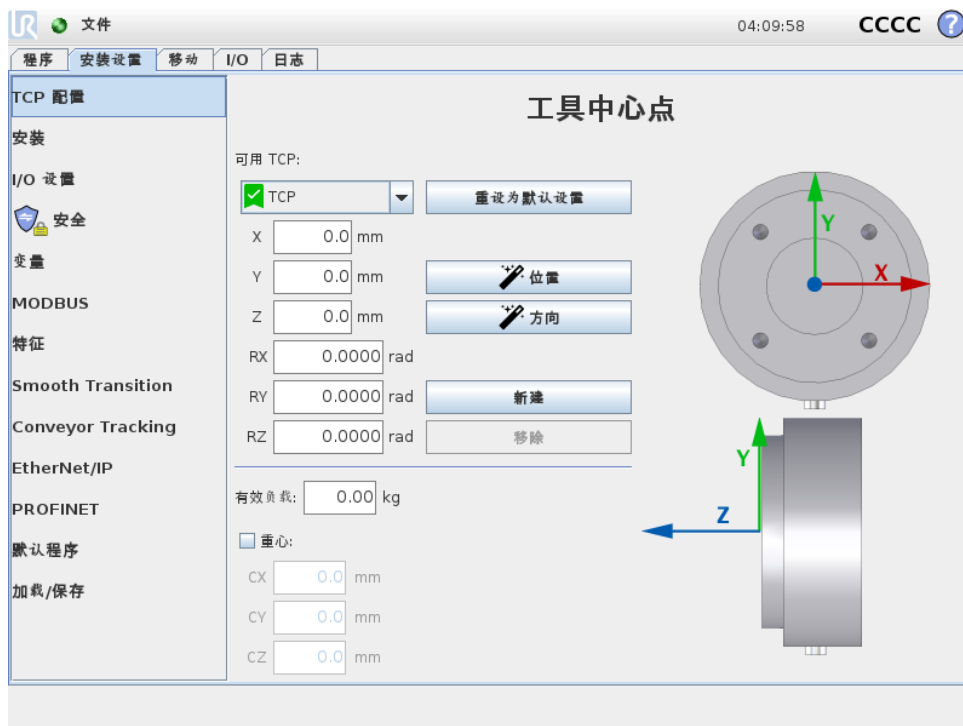 UR 文件 04:09:58 CCCC ?
程序 安装设置 移动 I/O 日志
TCP 配置
安装
I/O 设置
安全
变量
MODBUS
特征
Smooth Transition
Conveyor Tracking
EtherNet/IP
PROFINET
默认程序
加载/保存
工具中心点
可用 TCP:
TCP 重设为默认设置
X 0.0 mm
Y 0.0 mm 位置
Z 0.0 mm 方向
RX 0.0000 rad
RY 0.0000 rad 新建
RZ 0.0000 rad 移除
有效负载: 0.00 kg
重心:
CX 0.0 mm
CY 0.0 mm
CZ 0.0 mm
Y
X
Y
Z